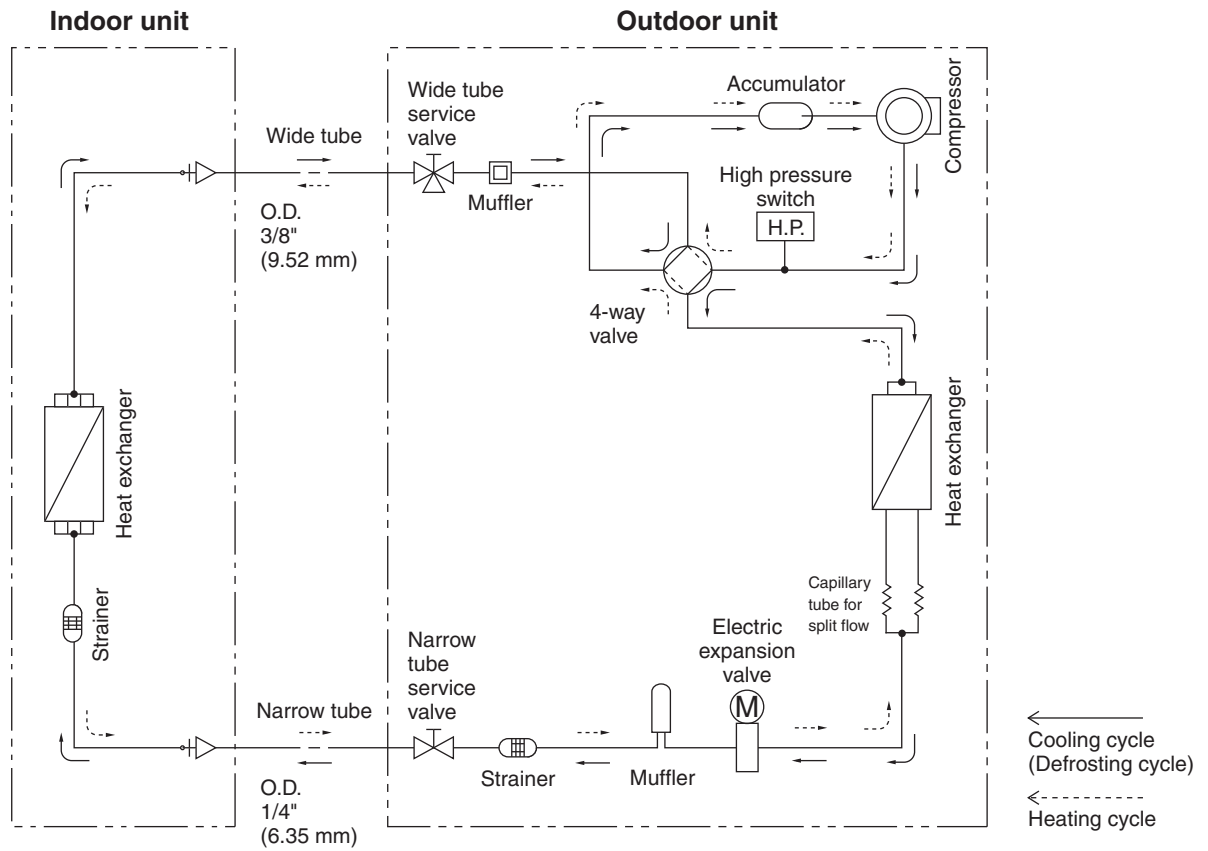 Indoor unit
Outdoor unit
Wide tube
service
valve
Accumulator
Compressor
Wide tube
High pressure
switch
H.P.
Muffler
O.D.
3/8"
(9.52 mm)
4-way
valve
Heat exchanger
Heat exchanger
Capillary
tube for
split flow
Strainer
Electric
expansion
valve
Narrow
tube
service
valve
Narrow tube
M
Strainer
Muffler
O.D.
1/4"
(6.35 mm)
Cooling cycle
(Defrosting cycle)
Heating cycle